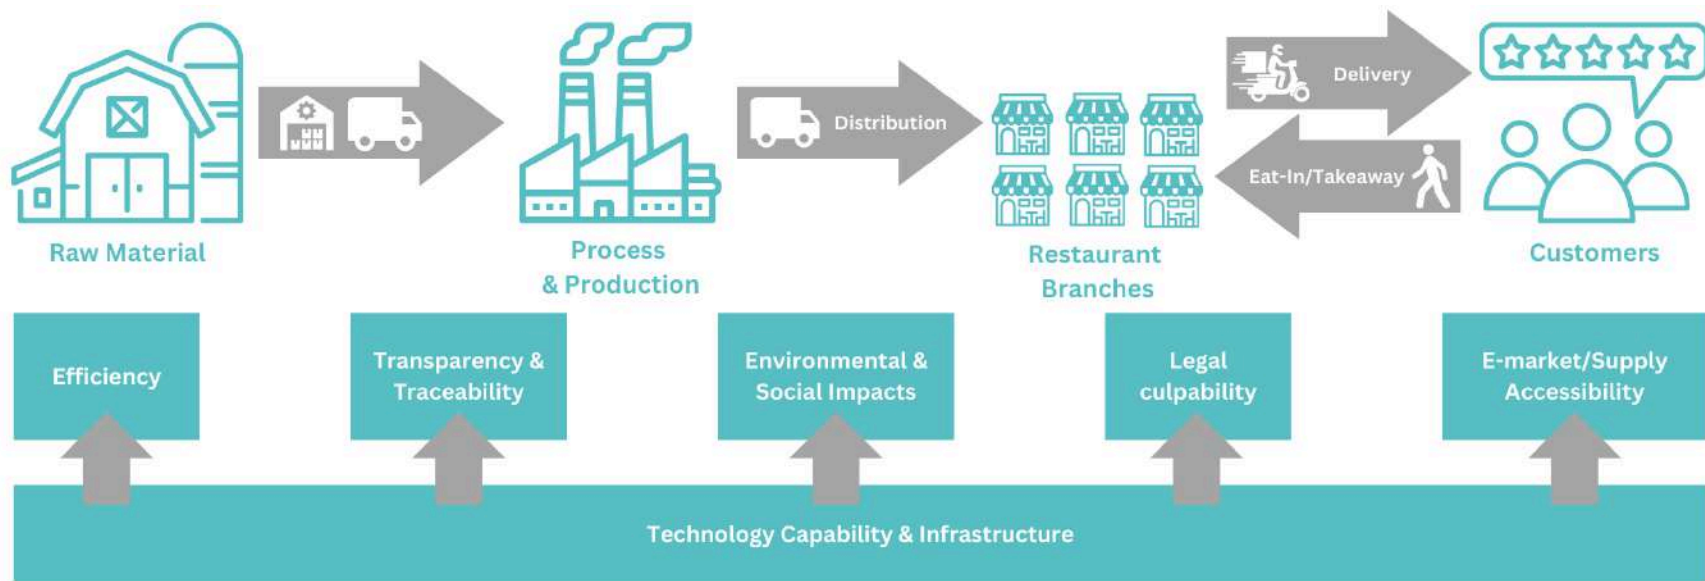 Delivery
Distribution
Eat-In/Takeaway
Raw Material
Process
& Production
Restaurant
Branches
Customers
Efficiency
Transparency &
Traceability
Environmental &
Social Impacts
Legal
culpability
E-market/Supply
Accessibility
Technology Capability & Infrastructure